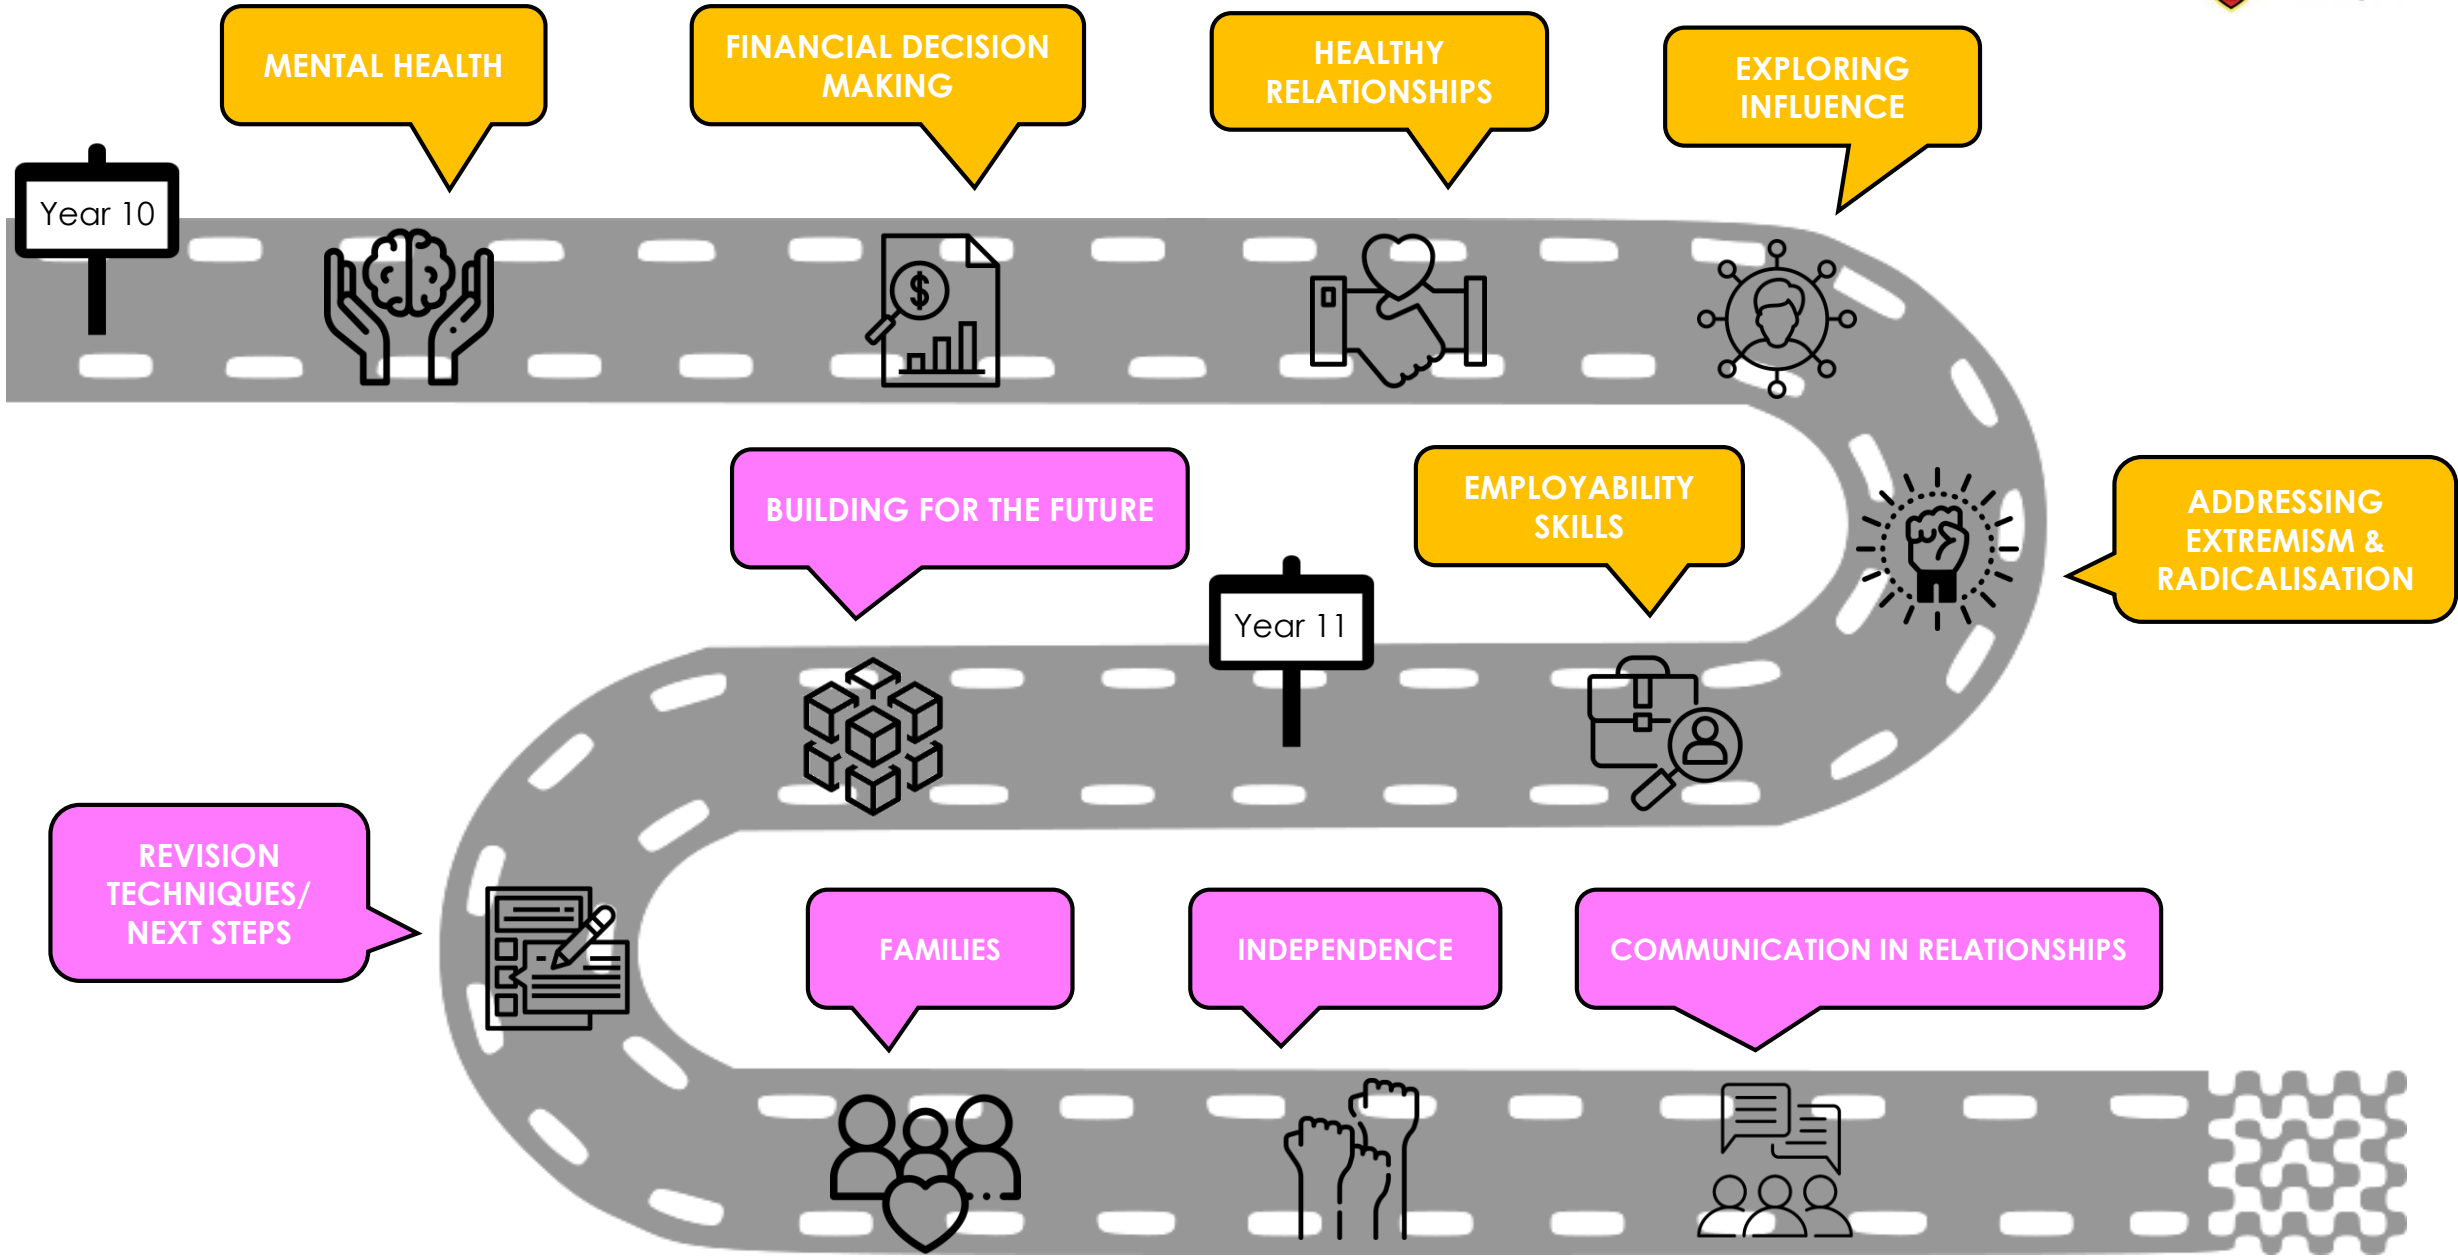 MENTAL HEALTH
FINANCIAL DECISION
MAKING
HEALTHY
RELATIONSHIPS
EXPLORING
INFLUENCE
Year 10
$
ADDRESSING
EXTREMISM &
RADICALISATION
EMPLOYABILITY
SKILLS
Year 11
BUILDING FOR THE FUTURE
REVISION
TECHNIQUES/
NEXT STEPS
FAMILIES
INDEPENDENCE
COMMUNICATION IN RELATIONSHIPS